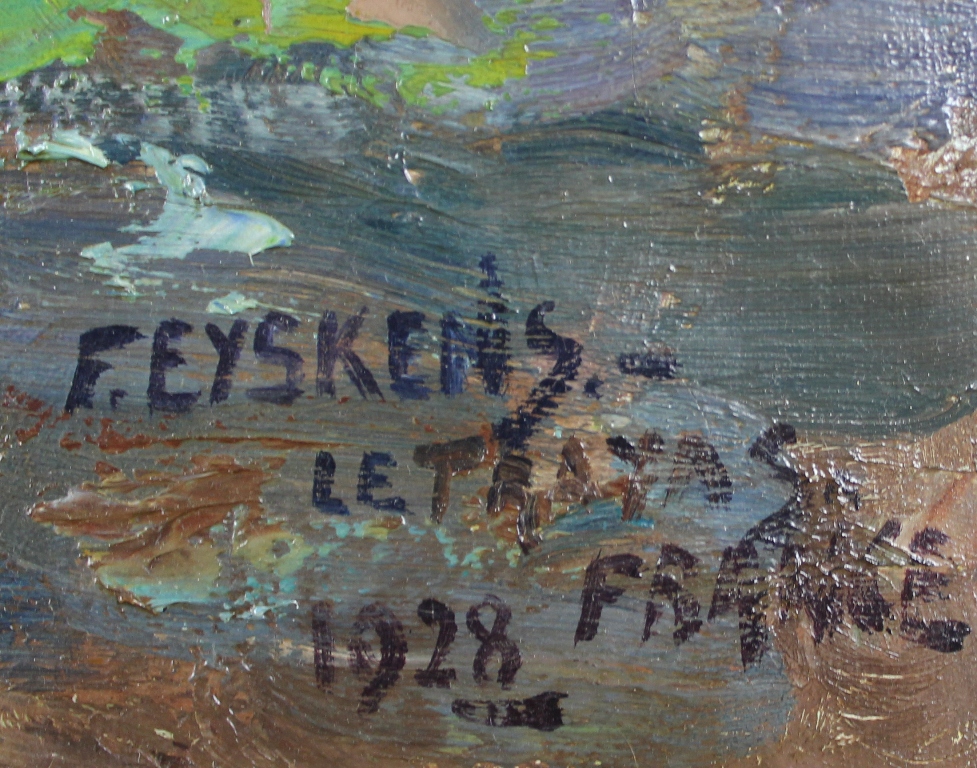 F. EYSKENS.-
LE TRAYAS
FRANCE
1928